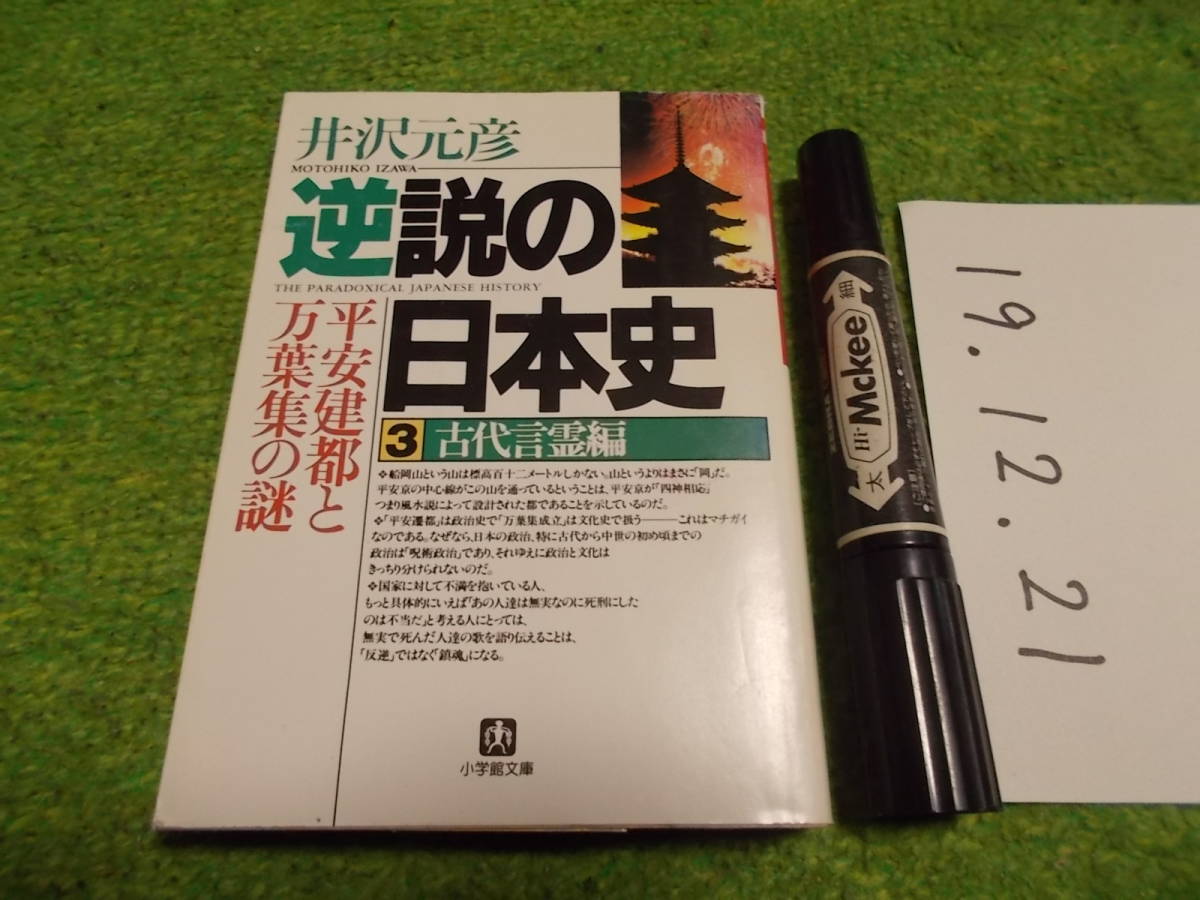 井沢元彦
MOTOHIKO IZAWA
逆説の
THE PARADOXICAL JAPANESE HISTORY
日本史
3 古代言霊編
平安建都と
万葉集の謎
❖船岡山という山は標高百十二メートルしかない。山というよりはまさに「岡」だ。
平安京の中心線がこの山を通っているということは、平安京が「四神相応」
つまり風水説によって設計された都であることを示しているのだ。
❖「平安遷都」は政治史で「万葉集成立」は文化史で扱う―――これはマチガイ
なのである。なぜなら、日本の政治、特に古代から中世の初め頃までの
政治は「呪術政治」であり、それゆえに政治と文化は
きっちり分けられないのだ。
❖国家に対して不満を抱いている人、
もっと具体的にいえば「あの人達は無実なのに死刑にした
のは不当だ」と考える人にとっては、
無実で死んだ人達の歌を語り伝えることは、
「反逆」ではなく「鎮魂」になる。
小学館文庫
細
Hi-Mckee
太
19.12.21